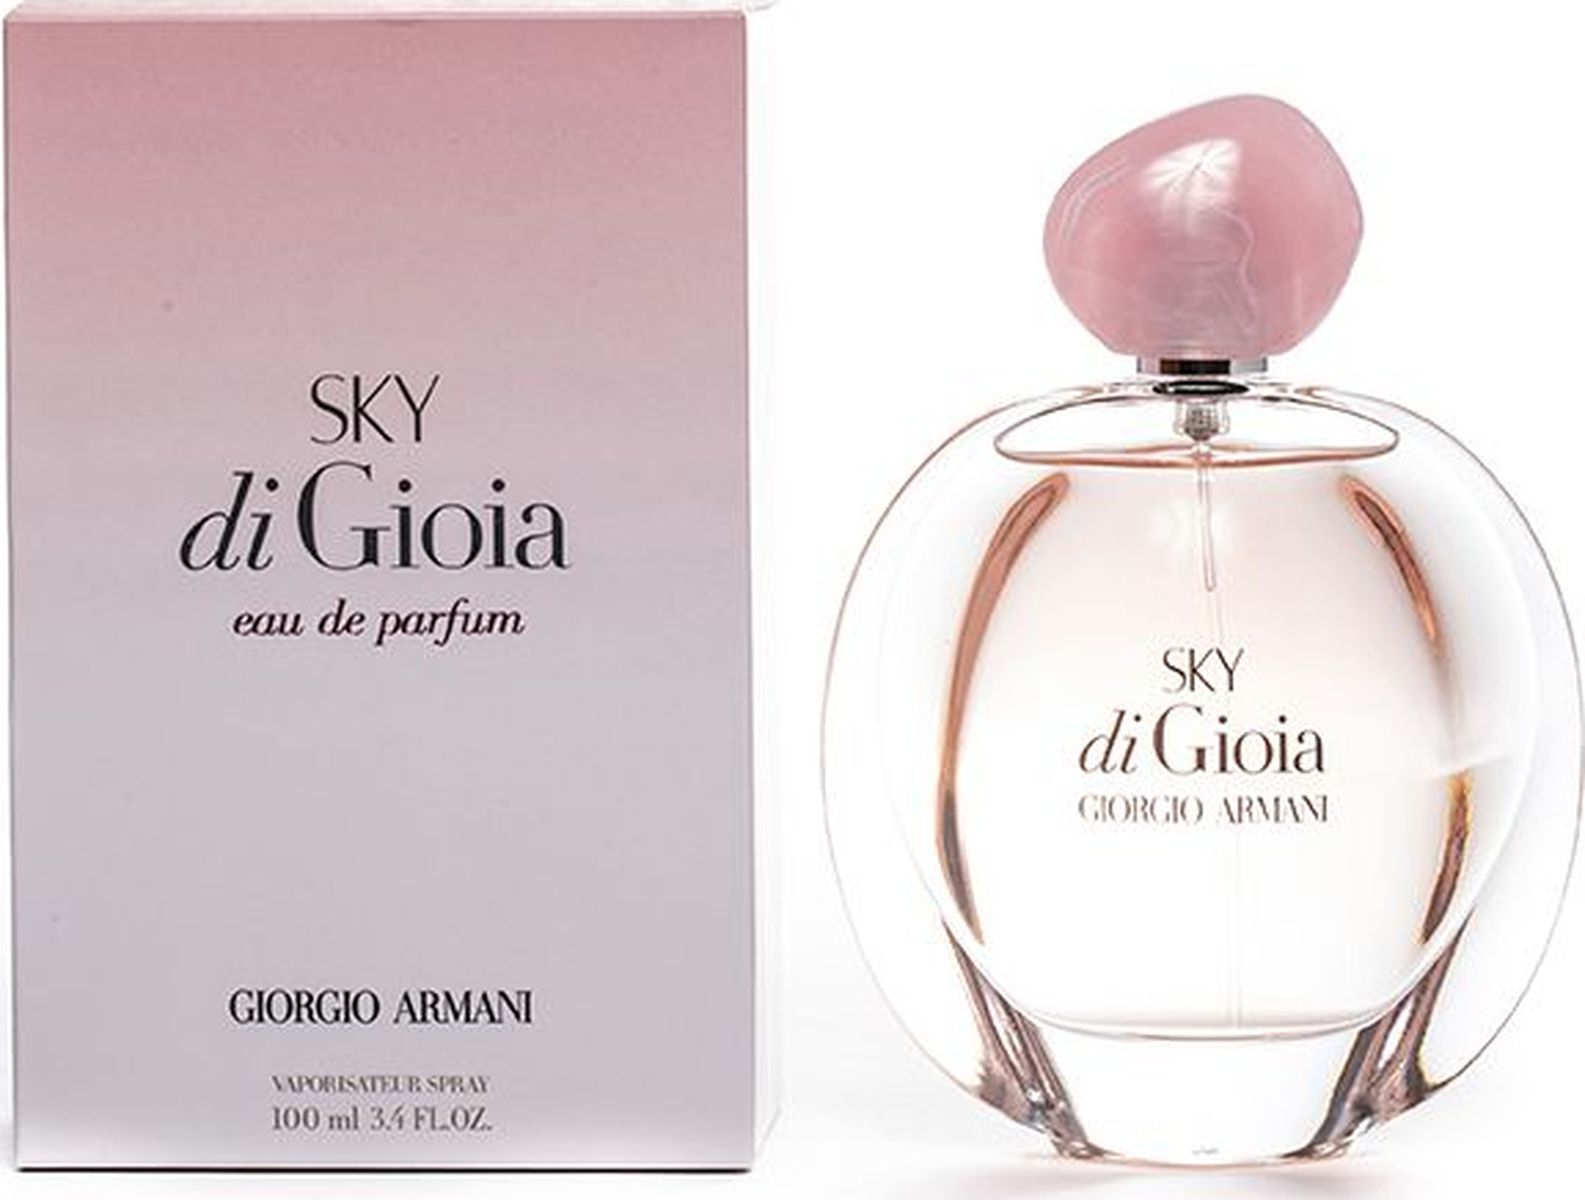 SKY
di Gioia
eau de parfum
GIORGIO ARMANI
VAPORISATEUR SPRAY
100 ml 3.4 FL.OZ.
SKY
di Gioia
GIORGIO ARMANI